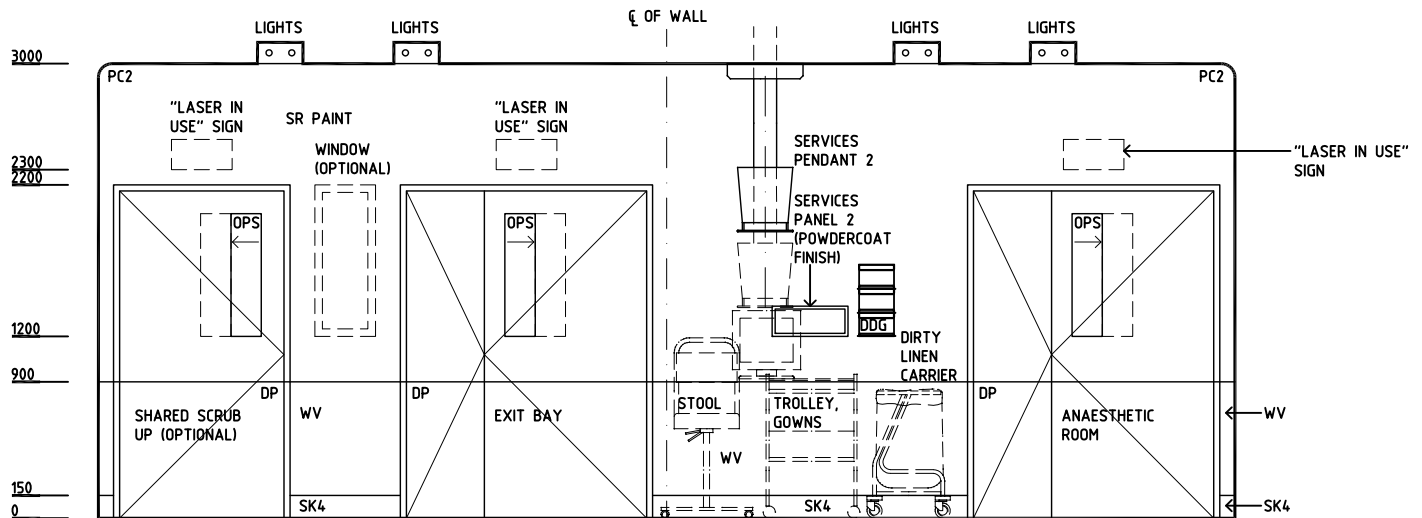 ℄ OF WALL
LIGHTS
LIGHTS
LIGHTS
LIGHTS
3000
PC2
PC2
"LASER IN
USE" SIGN
SR PAINT
"LASER IN
USE" SIGN
WINDOW
(OPTIONAL)
SERVICES
PENDANT 2
"LASER IN USE"
SIGN
2300
2200
SERVICES
PANEL 2
(POWDERCOAT
FINISH)
OPS
OPS
OPS
DDG
1200
DIRTY
LINEN
CARRIER
900
DP
DP
DP
SHARED SCRUB
UP (OPTIONAL)
WV
EXIT BAY
STOOL
TROLLEY,
GOWNS
ANAESTHETIC
ROOM
WV
WV
150
SK4
SK4
SK4
0